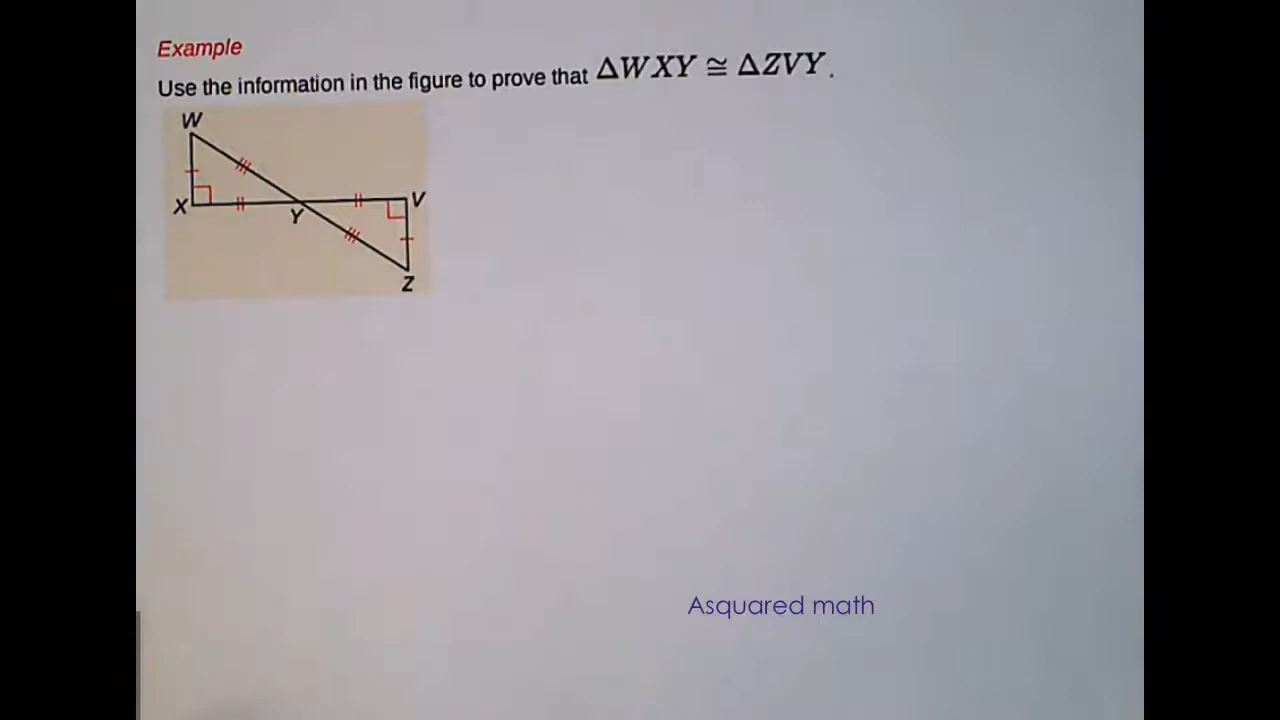 Example
Use the information in the figure to prove that ΔWXY ≅ ΔZVY.
W
X
Y
V
Z
Asquared math